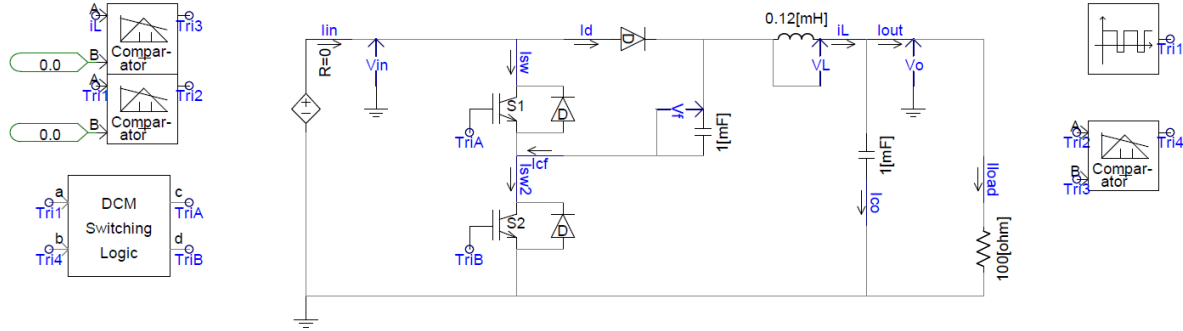 A
iL
Tri3
B
Compar-
ator
0.0
A
Tri1
Tri2
B
Compar-
ator
0.0
a
Tri1
c
TriA
DCM
Switching
Logic
b
Tri4
d
TriB
R=0
Iin
Vin
Isw
Id
D
0.12[mH]
iL
Iout
VL
Vo
S1
D
TriA
Vf
1[mF]
Icf
Isw2
S2
D
TriB
1[mF]
Ico
Iload
100[ohm]
Tri1
A
Tri2
Tri4
B
Tri3
Compar-
ator